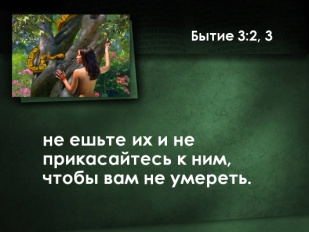 Бытие 3:2, 3
не ешьте их и не
прикасайтесь к ним,
чтобы вам не умереть.